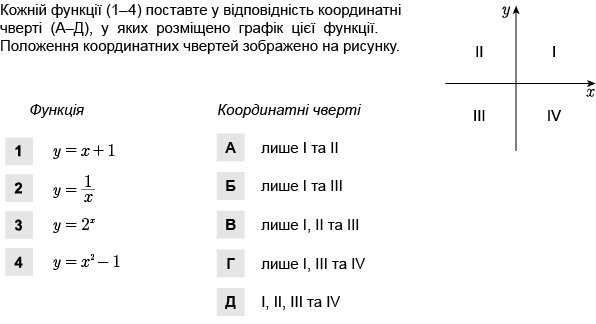 Кожній функції (1–4) поставте у відповідність координатні
чверті (А–Д), у яких розміщено графік цієї функції.
Положення координатних чвертей зображено на рисунку.
y
II I
x
III IV
Функція Координатні чверті
1 y = x + 1 А лише I та II
2 y = 1/x Б лише I та III
3 y = 2ˣ В лише I, II та III
4 y = x² − 1 Г лише I, III та IV
Д I, II, III та IV